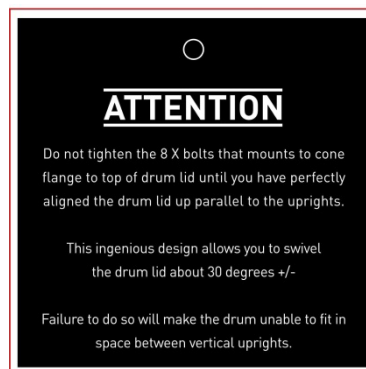 ATTENTION
Do not tighten the 8 X bolts that mounts to cone
flange to top of drum lid until you have perfectly
aligned the drum lid up parallel to the uprights.
This ingenious design allows you to swivel
the drum lid about 30 degrees +/-
Failure to do so will make the drum unable to fit in
space between vertical uprights.